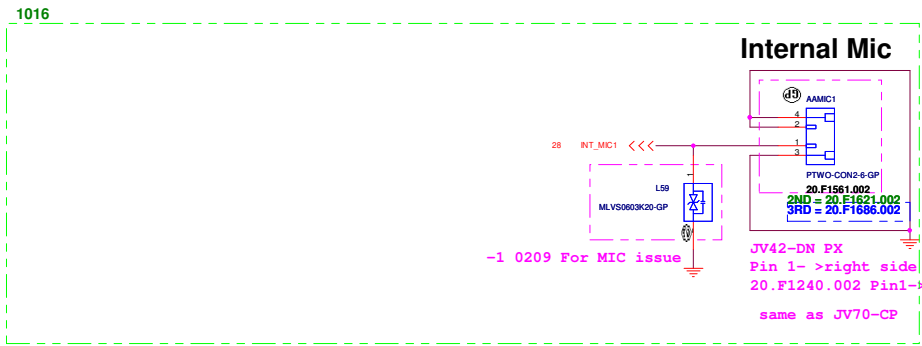 1016
Internal Mic
GP
AAMIC1
4
2
28 INT_MIC1
1
3
PTWO-CON2-6-GP
20.F1561.002
2ND = 20.F1621.002
3RD = 20.F1686.002
1
L59
MLVS0603K20-GP
-1 0209 For MIC issue
JV42-DN PX
Pin 1- >right side
20.F1240.002 Pin1->
same as JV70-CP